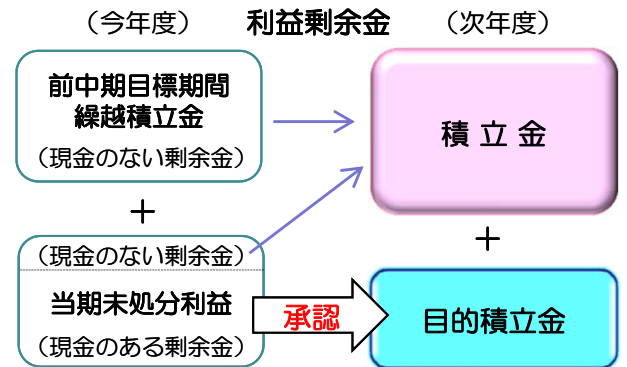 （今年度） 利益剰余金 （次年度）
前中期目標期間
繰越積立金
（現金のない剰余金）
積 立 金
＋
（現金のない剰余金）
＋
当期未処分利益
承認
目的積立金
（現金のある剰余金）